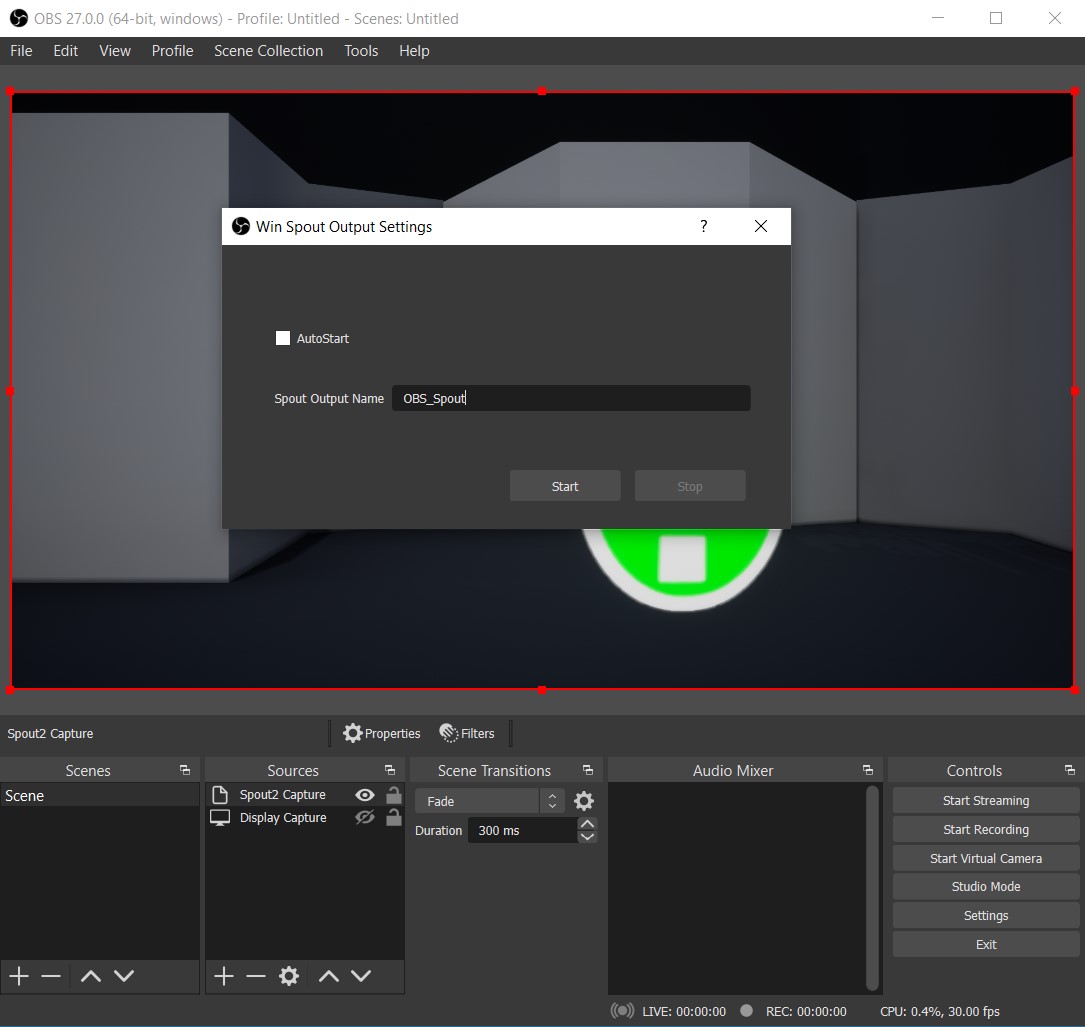 OBS 27.0.0 (64-bit, windows) - Profile: Untitled - Scenes: Untitled
File Edit View Profile Scene Collection Tools Help
Win Spout Output Settings ?
AutoStart
Spout Output Name OBS_Spout
Start Stop
Spout2 Capture Properties Filters
Scenes Sources Scene Transitions Audio Mixer Controls
Scene
Spout2 Capture
Display Capture
Fade
Duration 300 ms
Start Streaming
Start Recording
Start Virtual Camera
Studio Mode
Settings
Exit
LIVE: 00:00:00 REC: 00:00:00 CPU: 0.4%, 30.00 fps